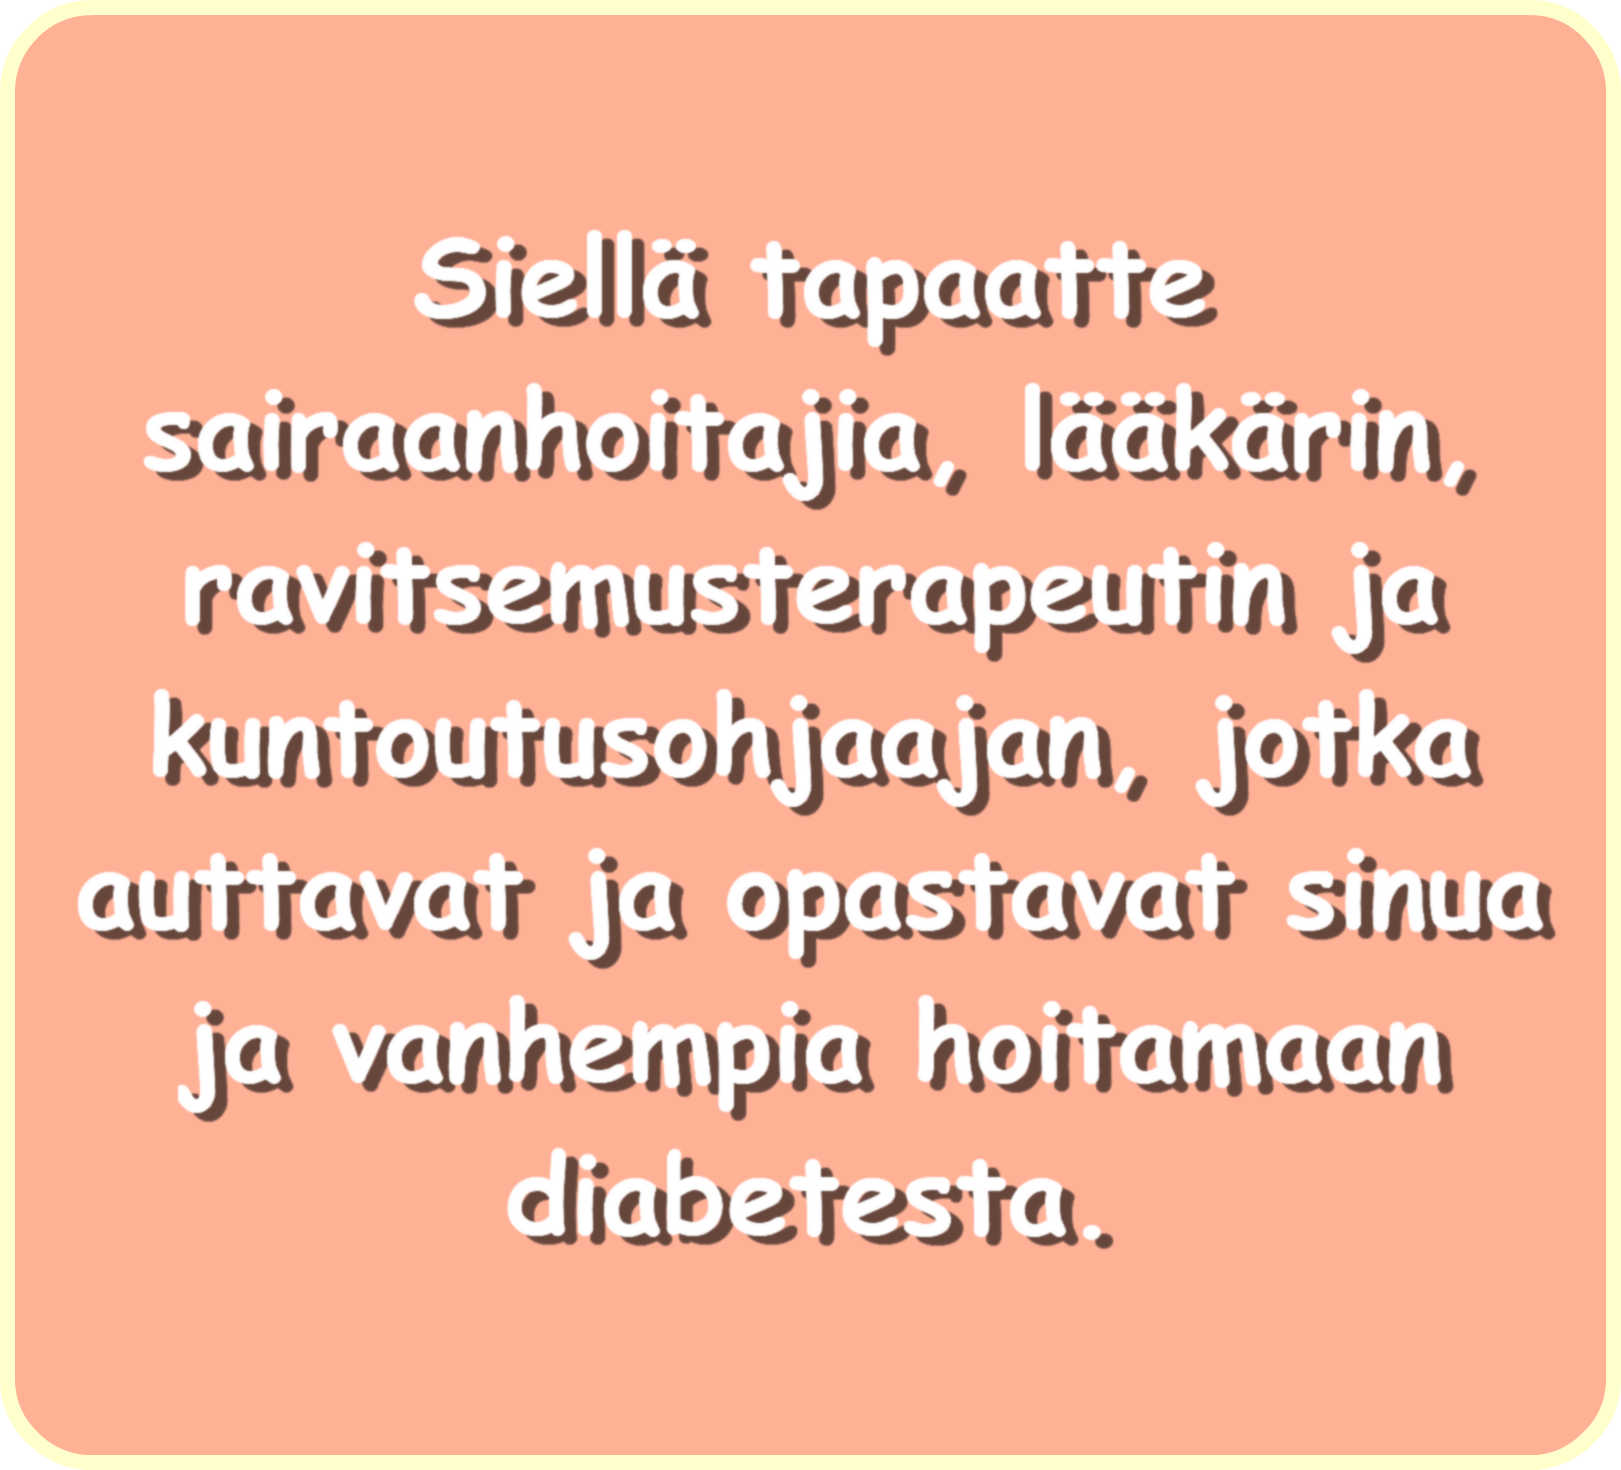 Siellä tapaatte
sairaanhoitajia, lääkärin,
ravitsemusterapeutin ja
kuntoutusohjaajan, jotka
auttavat ja opastavat sinua
ja vanhempia hoitamaan
diabetesta.